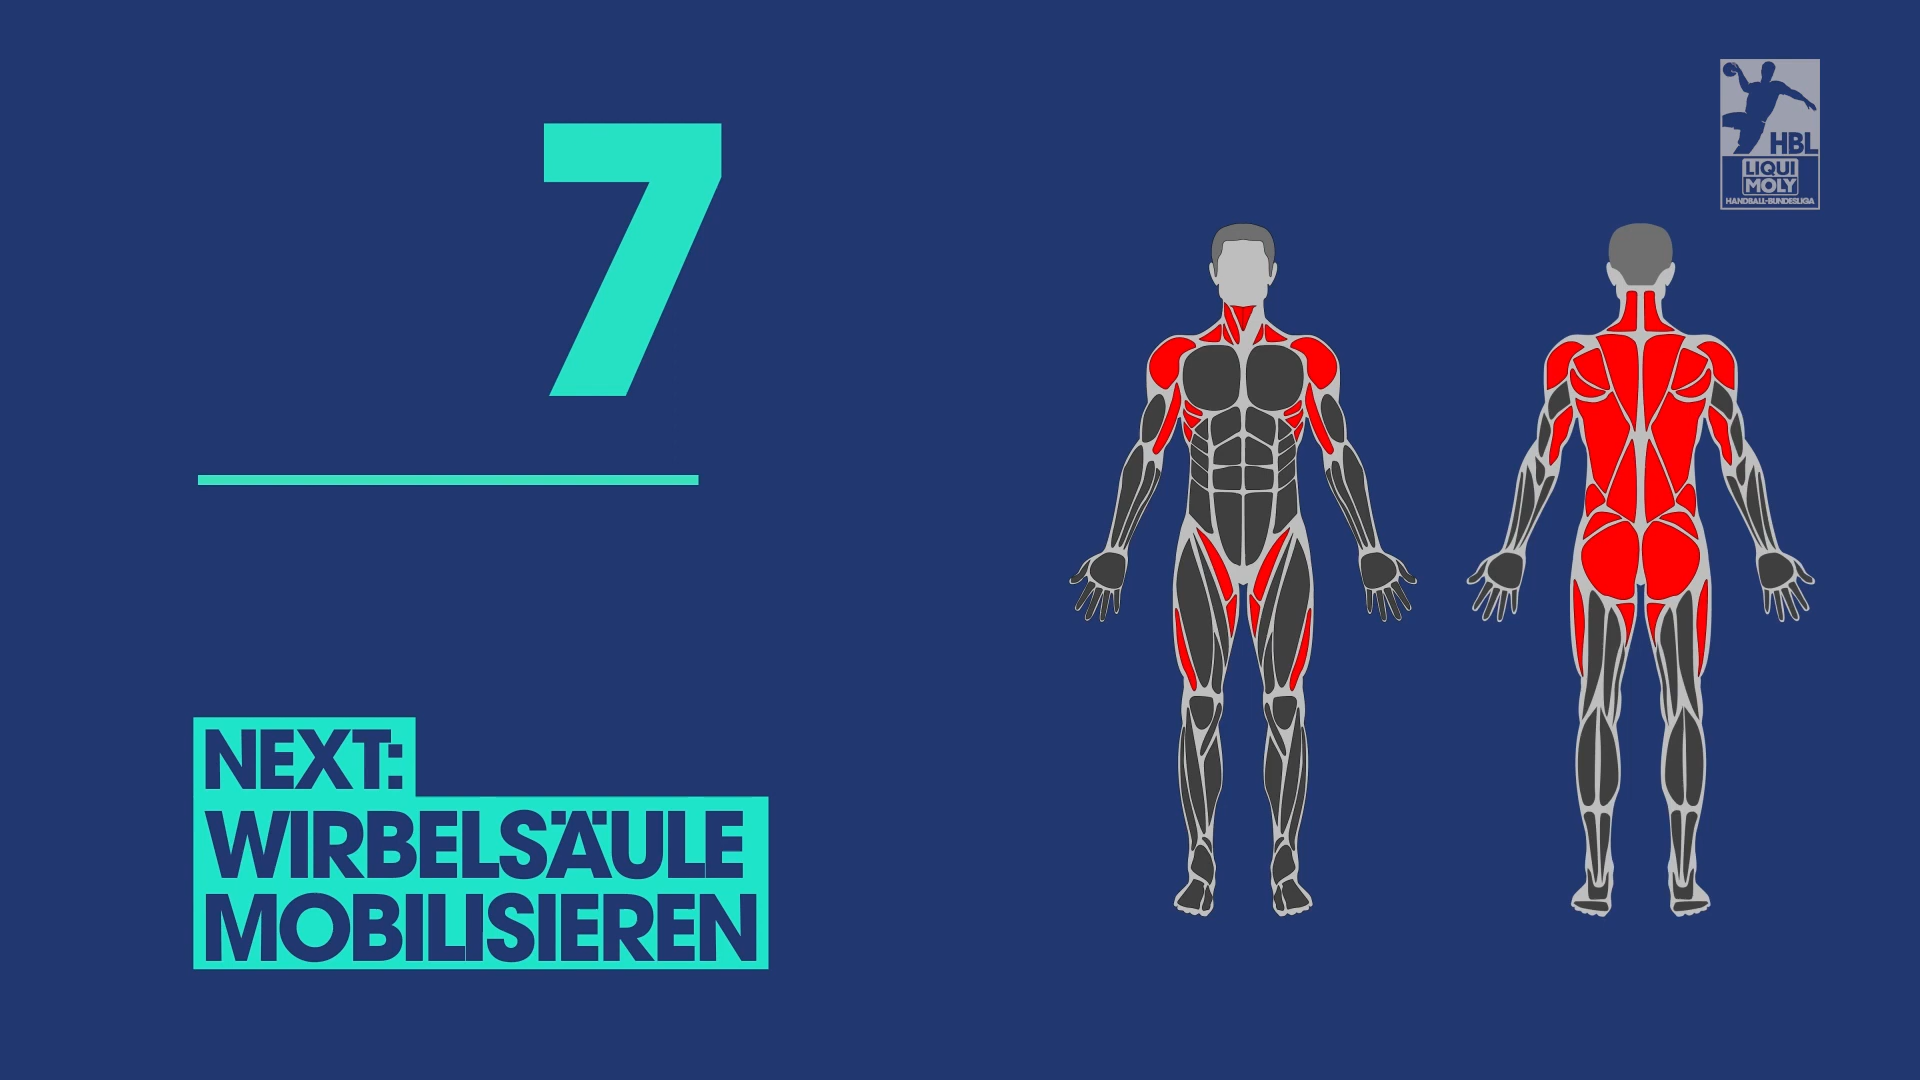 7
HBL
LIQUI
MOLY
HANDBALL-BUNDESLIGA
NEXT:
WIRBELSÄULE
MOBILISIEREN